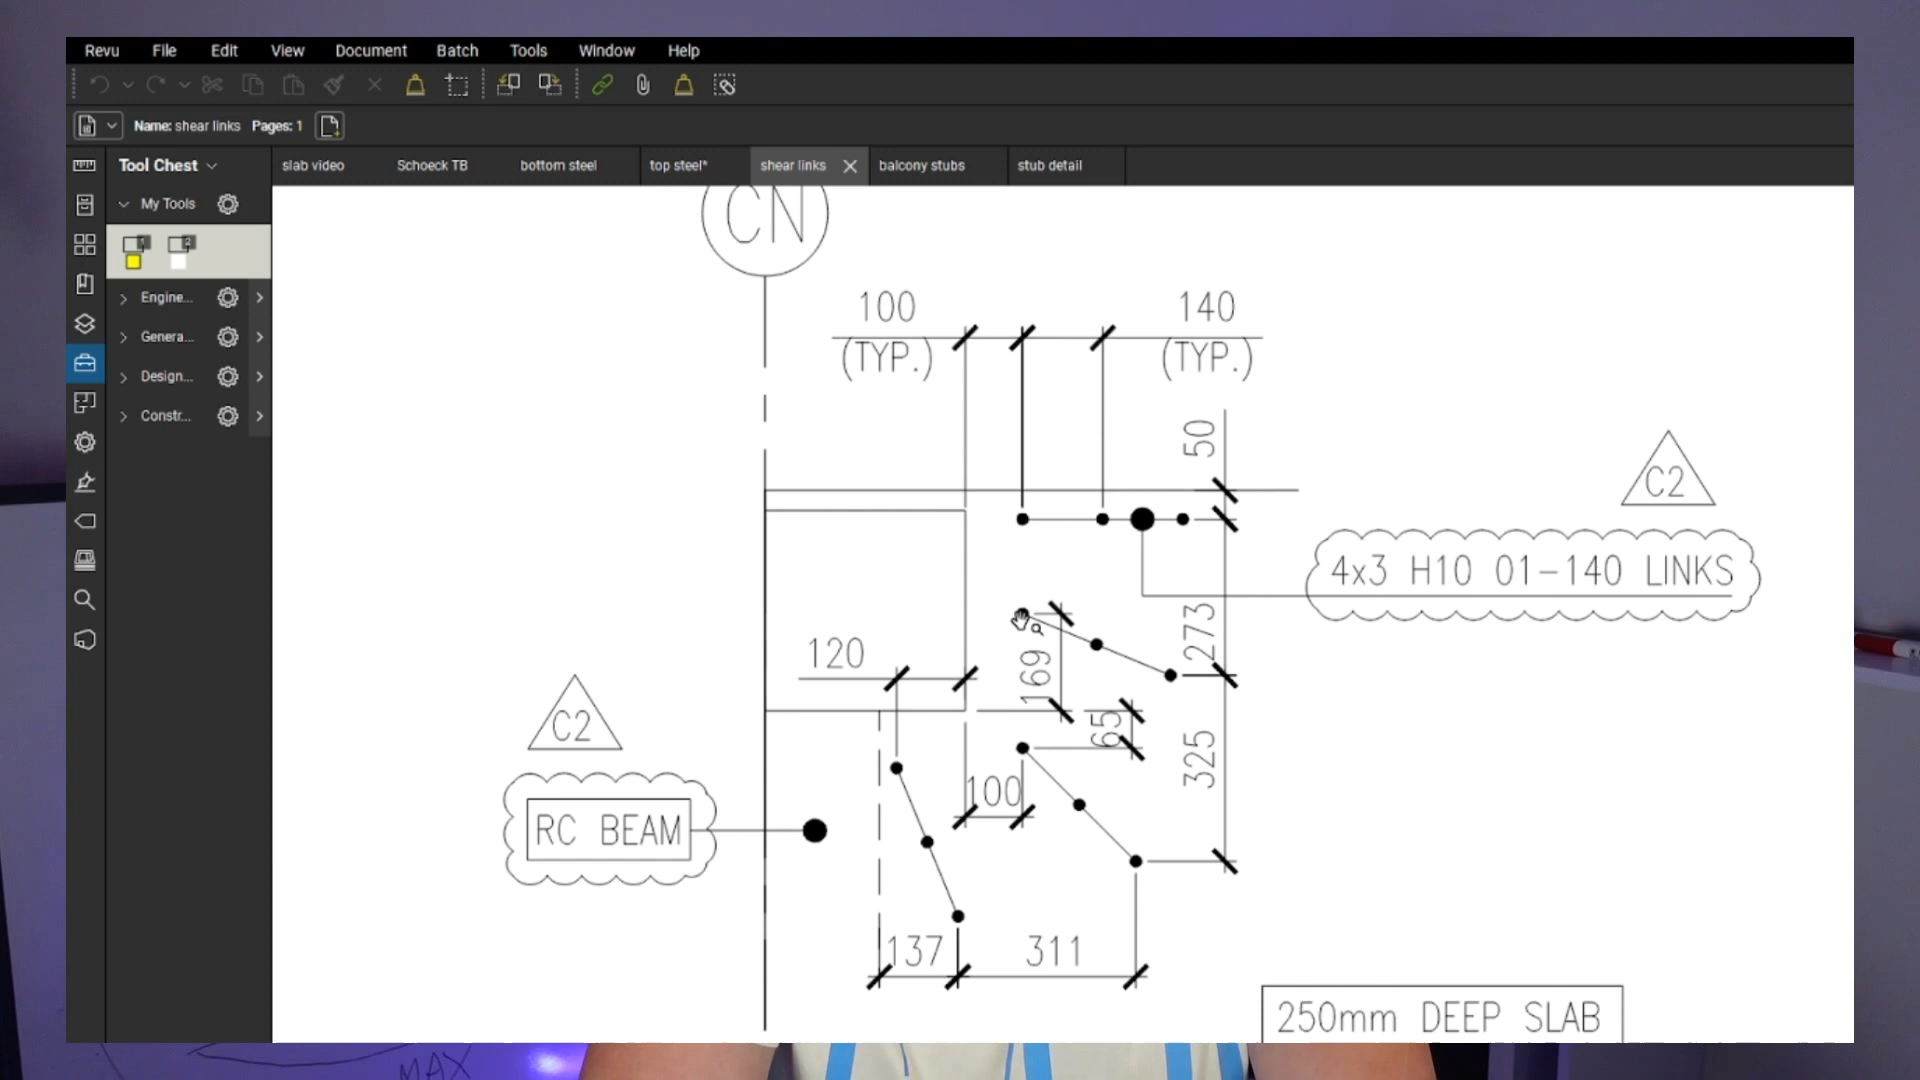 Revu File Edit View Document Batch Tools Window Help
Name: shear links Pages: 1
Tool Chest
slab video Schoeck TB bottom steel top steel* shear links balcony stubs stub detail
My Tools
1 2
Engine...
Genera...
Design...
Constr...
CN
100 140
(TYP.) (TYP.)
50
C2
4x3 H10 01-140 LINKS
273
120
169
C2
65
325
100
RC BEAM
137 311
250mm DEEP SLAB
MAX